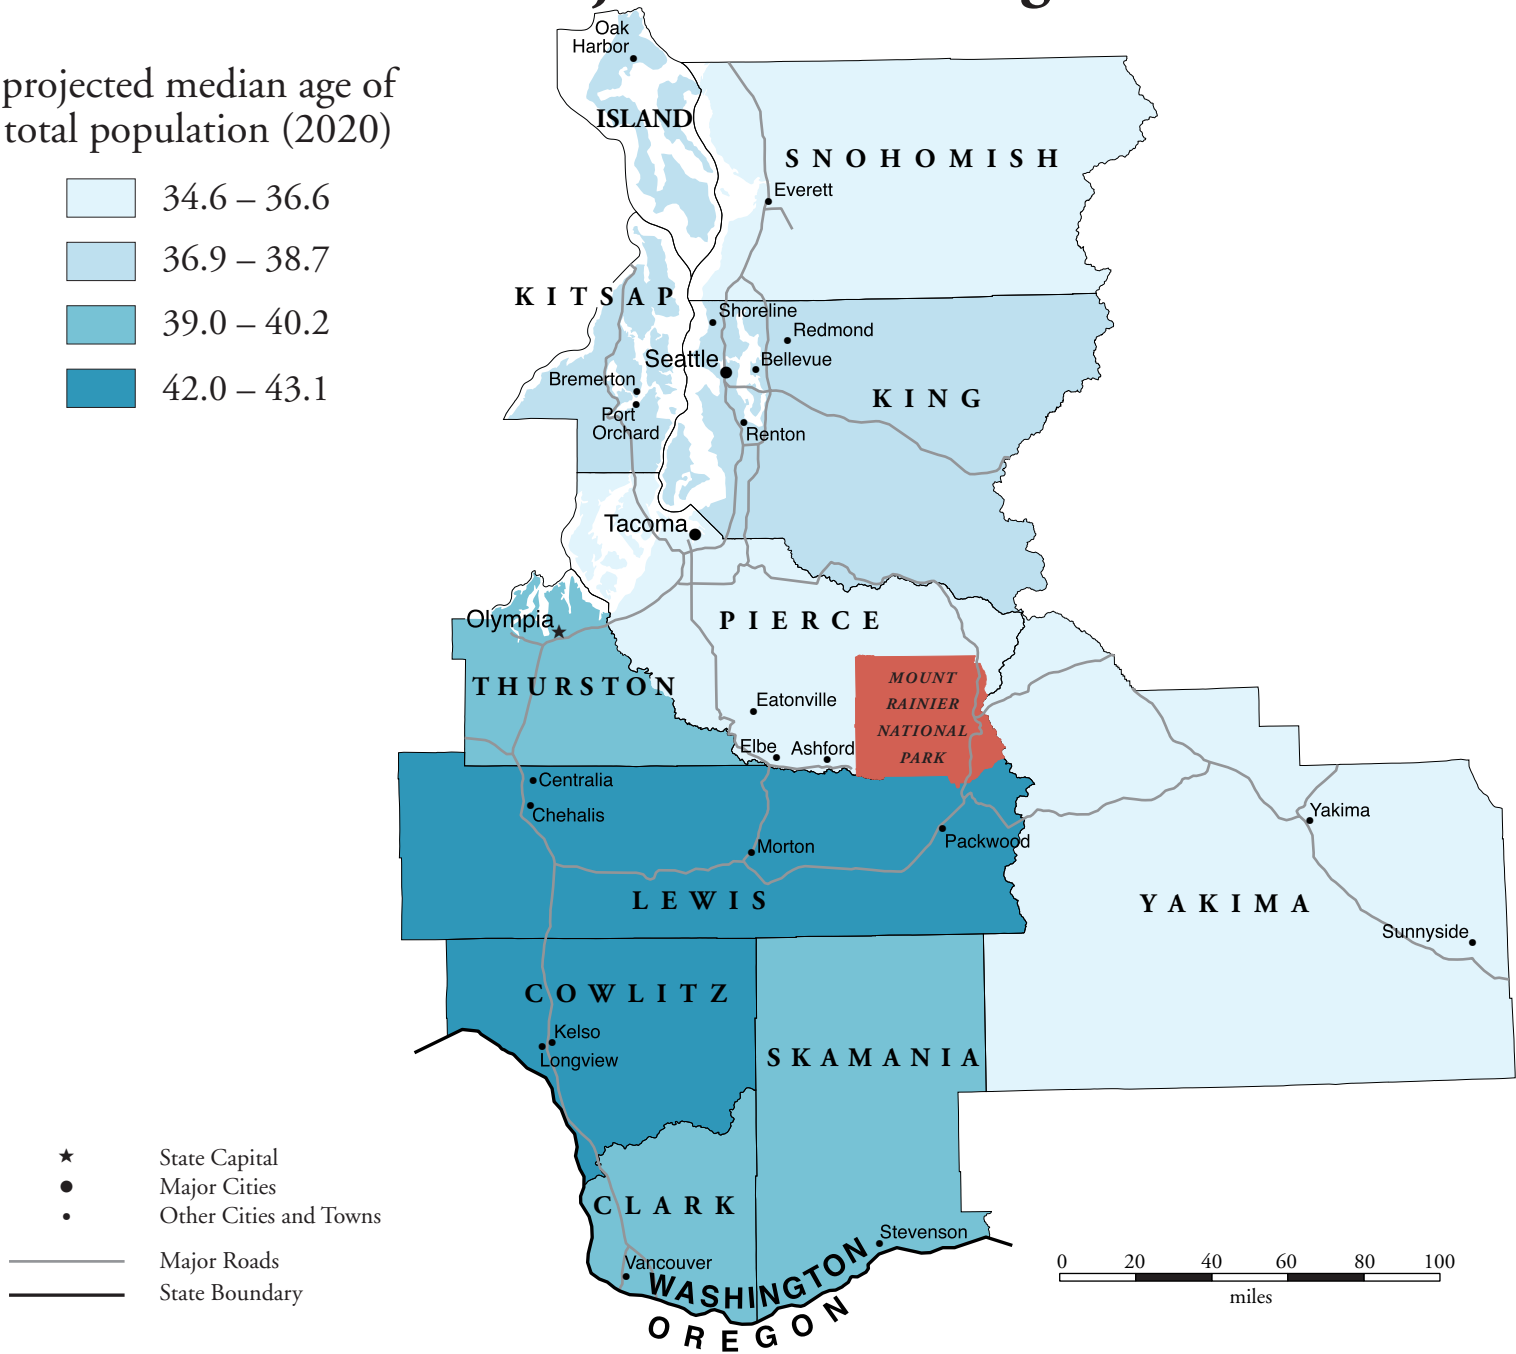 projected median age of
total population (2020)
34.6 – 36.6
36.9 – 38.7
39.0 – 40.2
42.0 – 43.1
Oak
Harbor
ISLAND
SNOHOMISH
Everett
KITSAP
Shoreline
Redmond
Seattle
Bellevue
Bremerton
KING
Port
Orchard
Renton
Tacoma
Olympia
PIERCE
THURSTON
MOUNT
RAINIER
NATIONAL
PARK
Eatonville
Elbe
Ashford
Centralia
Chehalis
Morton
Packwood
Yakima
LEWIS
YAKIMA
Sunnyside
COWLITZ
Kelso
Longview
SKAMANIA
CLARK
Stevenson
Vancouver
WASHINGTON
OREGON
State Capital
Major Cities
Other Cities and Towns
Major Roads
State Boundary
0 20 40 60 80 100
miles